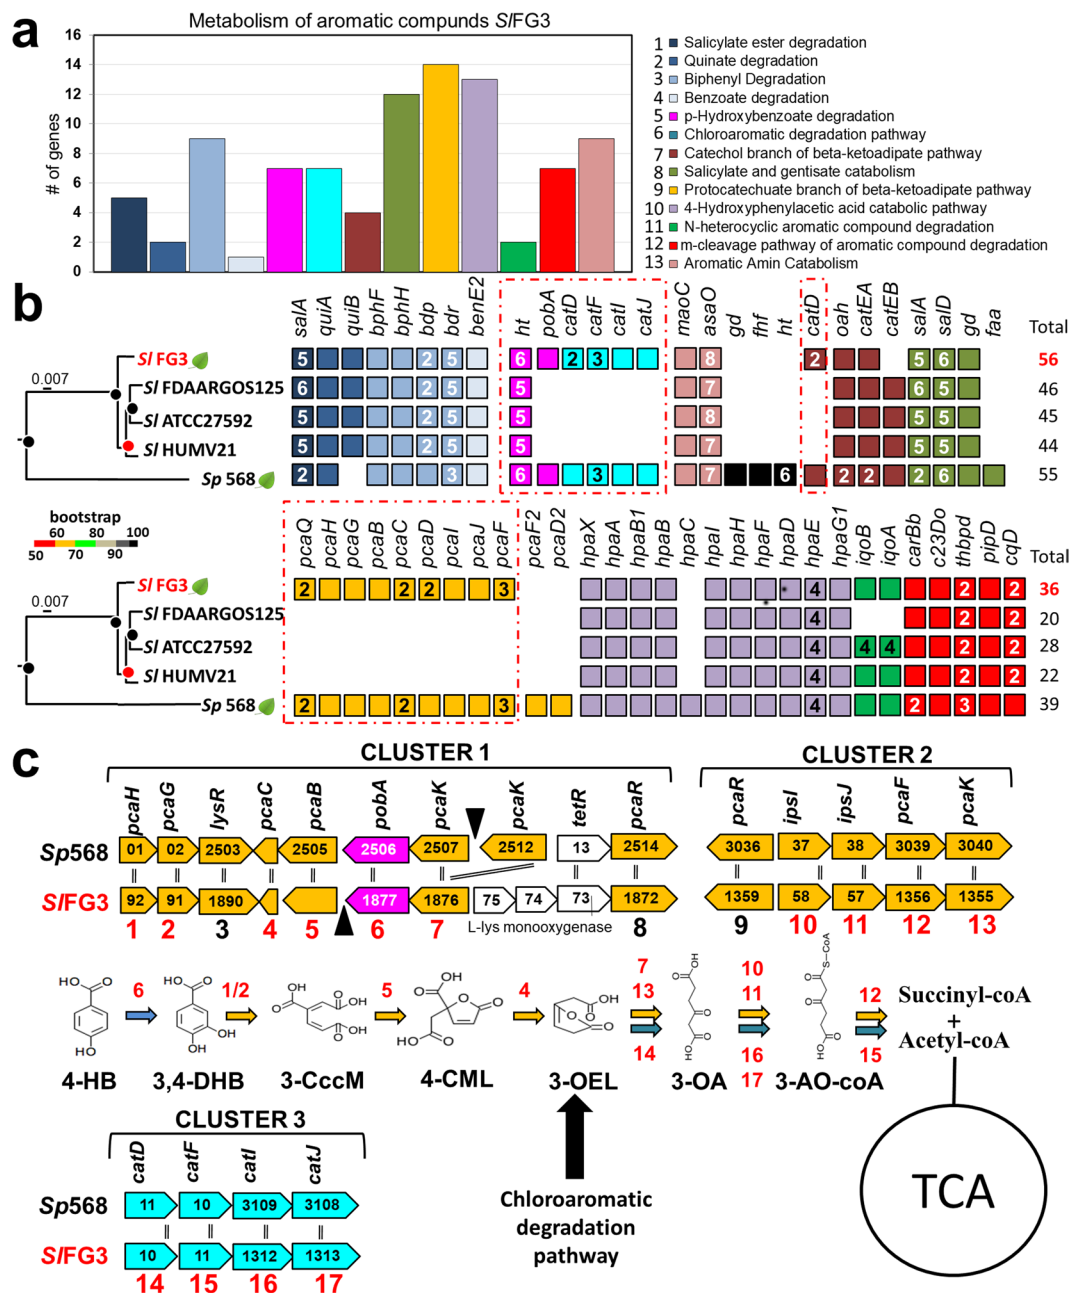 a
Metabolism of aromatic compunds SlFG3
# of genes
16
14
12
10
8
6
4
2
0
1 Salicylate ester degradation
2 Quinate degradation
3 Biphenyl Degradation
4 Benzoate degradation
5 p-Hydroxybenzoate degradation
6 Chloroaromatic degradation pathway
7 Catechol branch of beta-ketoadipate pathway
8 Salicylate and gentisate catabolism
9 Protocatechuate branch of beta-ketoadipate pathway
10 4-Hydroxyphenylacetic acid catabolic pathway
11 N-heterocyclic aromatic compound degradation
12 m-cleavage pathway of aromatic compound degradation
13 Aromatic Amin Catabolism
b
salA quiA quiB bphF bphH bdp bdr benE2 ht pobA catD catF catI catJ maoC asaO gd fhf ht catD oah catEA catEB salA salD gd faa Total
0.007
Sl FG3 5 2 5 6 2 3 8 2 5 6 56
Sl FDAARGOS125 6 2 5 5 7 6 5 46
Sl ATCC27592 5 2 5 5 8 5 5 45
Sl HUMV21 5 2 5 5 7 5 5 44
Sp 568 2 3 6 3 7 6 2 2 2 6 55
bootstrap
60 80 100
50 70 90
pcaQ pcaH pcaG pcaB pcaC pcaD pcaI pcaJ pcaF pcaF2 pcaD2 hpaX hpaA hpaB1 hpaB hpaC hpaI hpaH hpaF hpaD hpaE hpaG1 iqoB iqoA carBb c23Do thbpd pipD cqD Total
0.007
Sl FG3 2 2 2 3 4 2 2 36
Sl FDAARGOS125 4 2 2 20
Sl ATCC27592 4 4 4 2 2 28
Sl HUMV21 4 2 2 22
Sp 568 2 2 3 4 2 3 39
c
CLUSTER 1
CLUSTER 2
pcaH pcaG lysR pcaC pcaB pobA pcaK pcaK tetR pcaR pcaR ipsI ipsJ pcaF pcaK
Sp568 01 02 2503 2505 2506 2507 2512 13 2514 3036 37 38 3039 3040
SlFG3 92 91 1890 1877 1876 75 74 73 1872 1359 58 57 1356 1355
L-lys monooxygenase
1 2 3 4 5 6 7 8 9 10 11 12 13
6 1/2 5 4 7 13 14 10 11 16 17 12 15
HO O OH
HO O OH OH
HO O O OH O OH
OH O O O HO O
O OH O O
O OH O O OH
S-CoA O O O OH
4-HB
3,4-DHB
3-CccM
4-CML
3-OEL
3-OA
3-AO-coA
Succinyl-coA
+
Acetyl-coA
TCA
Chloroaromatic
degradation
pathway
CLUSTER 3
catD catF catI catJ
Sp568 11 10 3109 3108
SlFG3 10 11 1312 1313
14 15 16 17